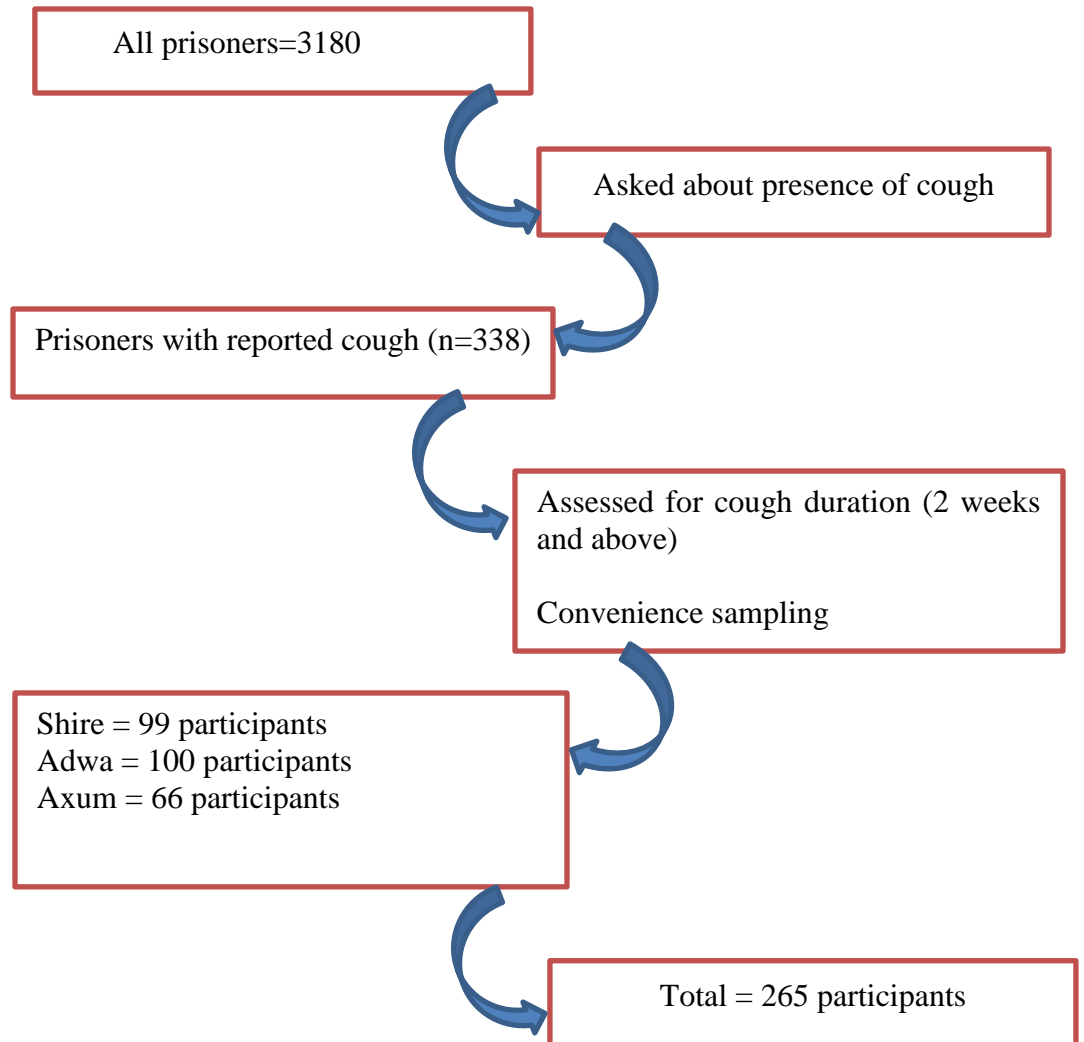 All prisoners=3180
Asked about presence of cough
Prisoners with reported cough (n=338)
Assessed for cough duration (2 weeks
and above)
Convenience sampling
Shire = 99 participants
Adwa = 100 participants
Axum = 66 participants
Total = 265 participants